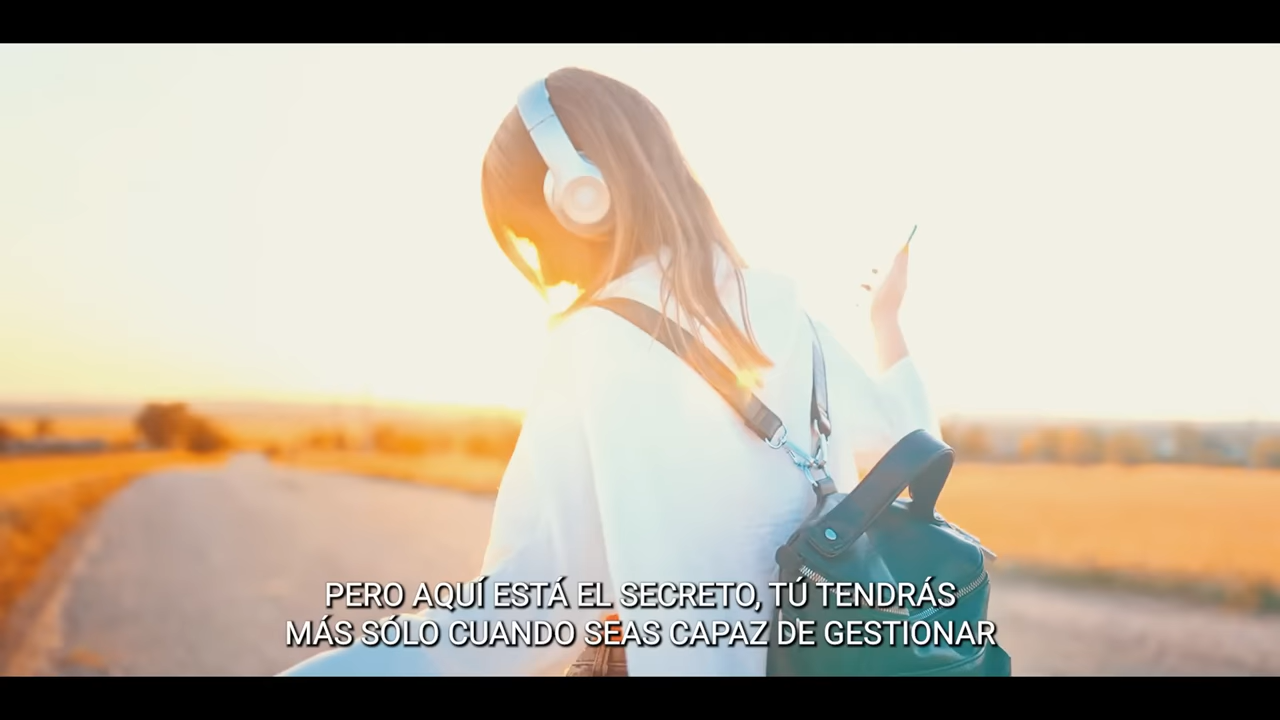 PERO AQUÍ ESTÁ EL SECRETO, TÚ TENDRÁS
MÁS SÓLO CUANDO SEAS CAPAZ DE GESTIONAR